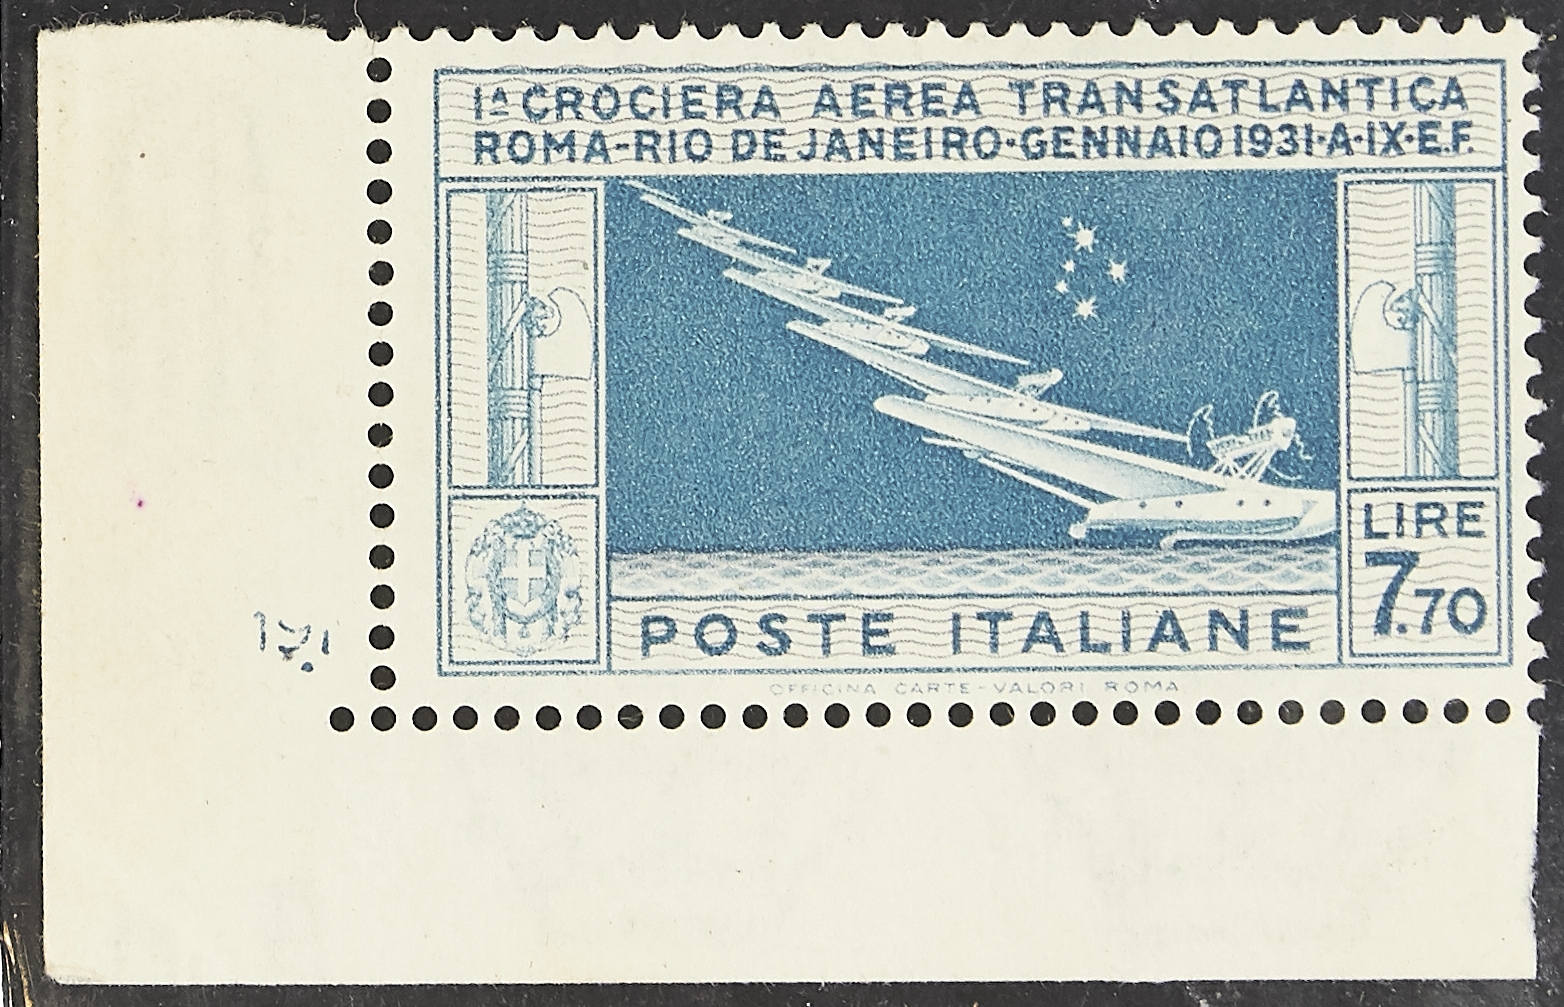 1ª CROCIERA AEREA TRANSATLANTICA
ROMA-RIO DE JANEIRO·GENNAIO 1931·A·IX·E.F.
LIRE
7.70
POSTE ITALIANE
OFFICINA CARTE-VALORI ROMA